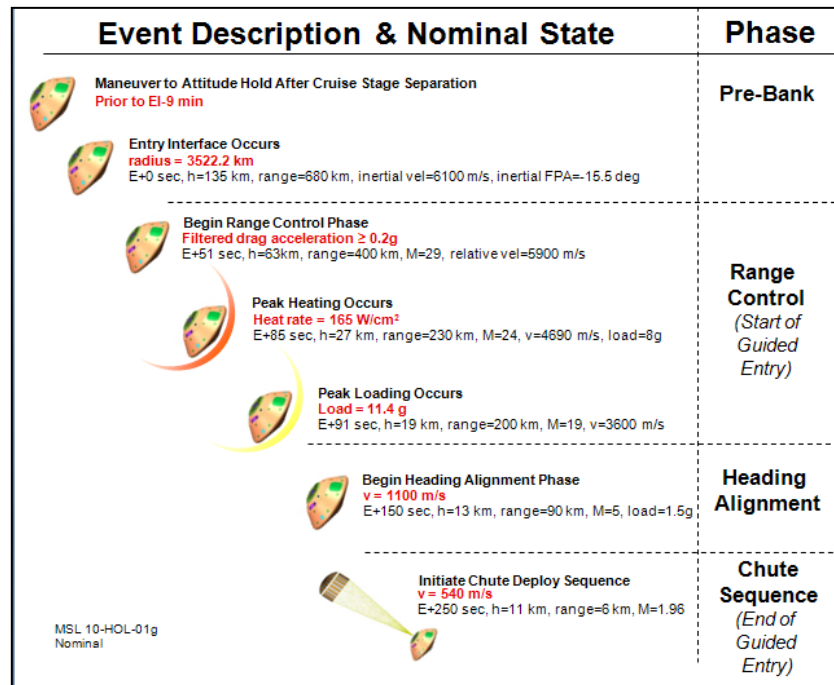 Event Description & Nominal State
Phase
Maneuver to Attitude Hold After Cruise Stage Separation
Prior to EI-9 min
Pre-Bank
Entry Interface Occurs
radius = 3522.2 km
E+0 sec, h=135 km, range=680 km, inertial vel=6100 m/s, inertial FPA=-15.5 deg
Begin Range Control Phase
Filtered drag acceleration ≥ 0.2g
E+51 sec, h=63km, range=400 km, M=29, relative vel=5900 m/s
Peak Heating Occurs
Heat rate = 165 W/cm²
E+85 sec, h=27 km, range=230 km, M=24, v=4690 m/s, load=8g
Peak Loading Occurs
Load = 11.4 g
E+91 sec, h=19 km, range=200 km, M=19, v=3600 m/s
Range
Control
(Start of
Guided
Entry)
Begin Heading Alignment Phase
v = 1100 m/s
E+150 sec, h=13 km, range=90 km, M=5, load=1.5g
Heading
Alignment
Initiate Chute Deploy Sequence
v = 540 m/s
E+250 sec, h=11 km, range=6 km, M=1.96
Chute
Sequence
(End of
Guided
Entry)
MSL 10-HOL-01g
Nominal